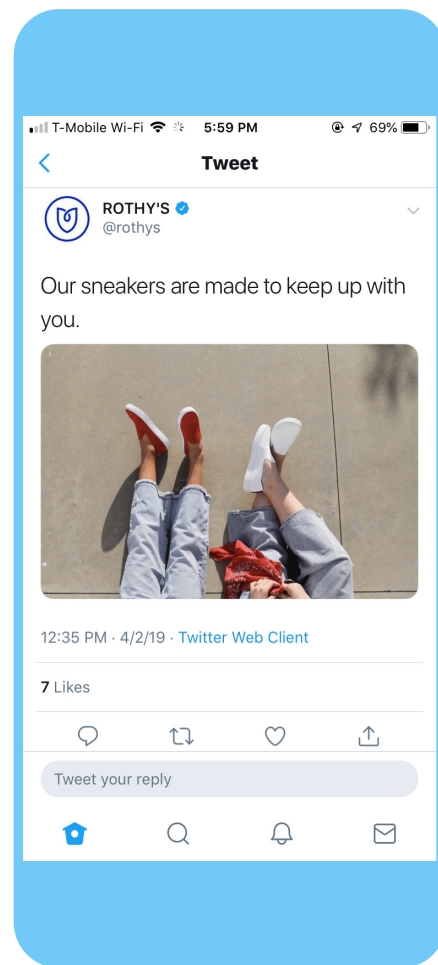 T-Mobile Wi-Fi 5:59 PM 69%
Tweet
ROTHY'S
@rothys
Our sneakers are made to keep up with
you.
12:35 PM · 4/2/19 · Twitter Web Client
7 Likes
Tweet your reply